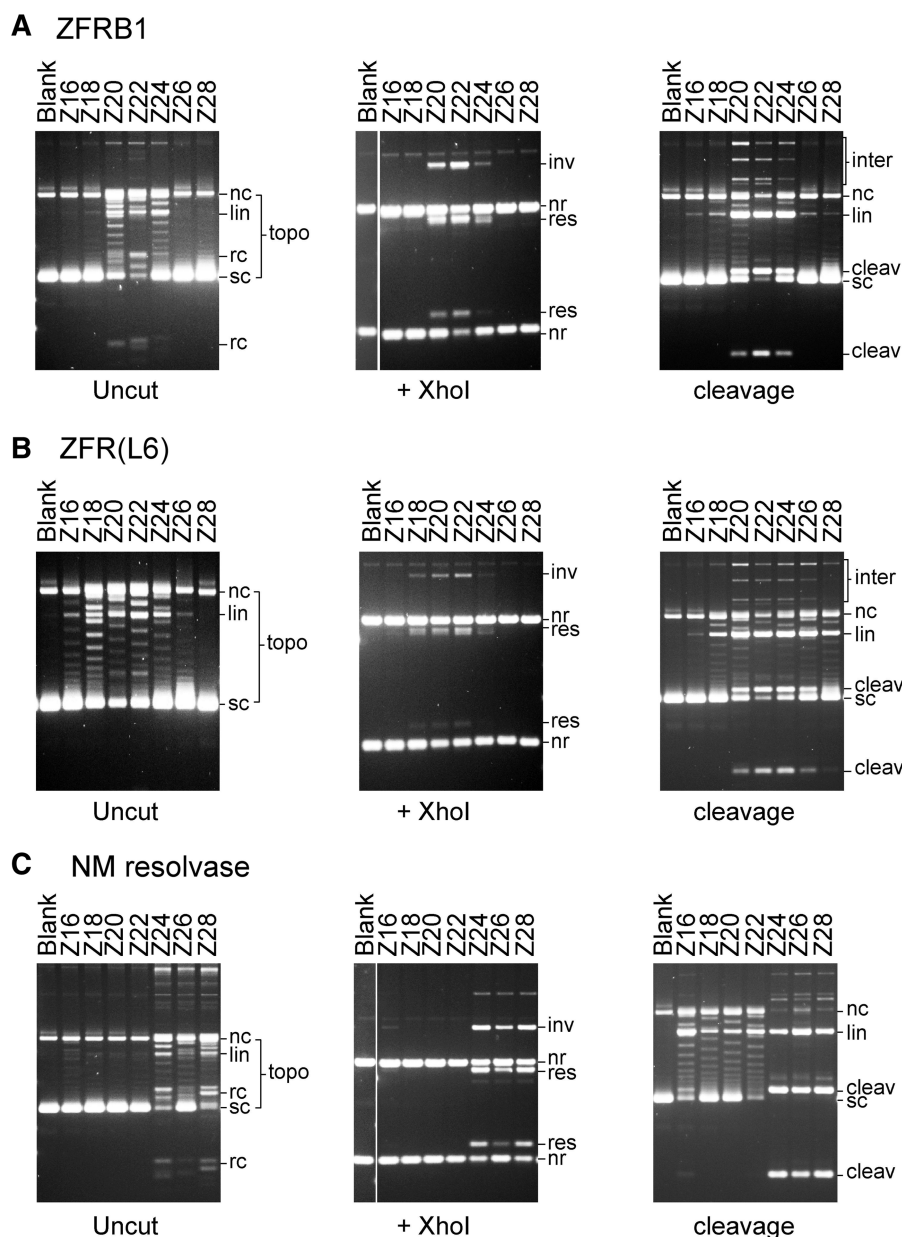 A ZFRB1
Blank Z16 Z18 Z20 Z22 Z24 Z26 Z28
nc
lin
topo
rc
sc
rc
Uncut
Blank Z16 Z18 Z20 Z22 Z24 Z26 Z28
inv
nr
res
res
nr
+ XhoI
Blank Z16 Z18 Z20 Z22 Z24 Z26 Z28
inter
nc
lin
cleav
sc
cleav
cleavage
B ZFR(L6)
Blank Z16 Z18 Z20 Z22 Z24 Z26 Z28
nc
lin
topo
sc
Uncut
Blank Z16 Z18 Z20 Z22 Z24 Z26 Z28
inv
nr
res
res
nr
+ XhoI
Blank Z16 Z18 Z20 Z22 Z24 Z26 Z28
inter
nc
lin
cleav
sc
cleav
cleavage
C NM resolvase
Blank Z16 Z18 Z20 Z22 Z24 Z26 Z28
nc
lin
topo
rc
sc
rc
Uncut
Blank Z16 Z18 Z20 Z22 Z24 Z26 Z28
inv
nr
res
res
nr
+ XhoI
Blank Z16 Z18 Z20 Z22 Z24 Z26 Z28
nc
lin
cleav
sc
cleav
cleavage